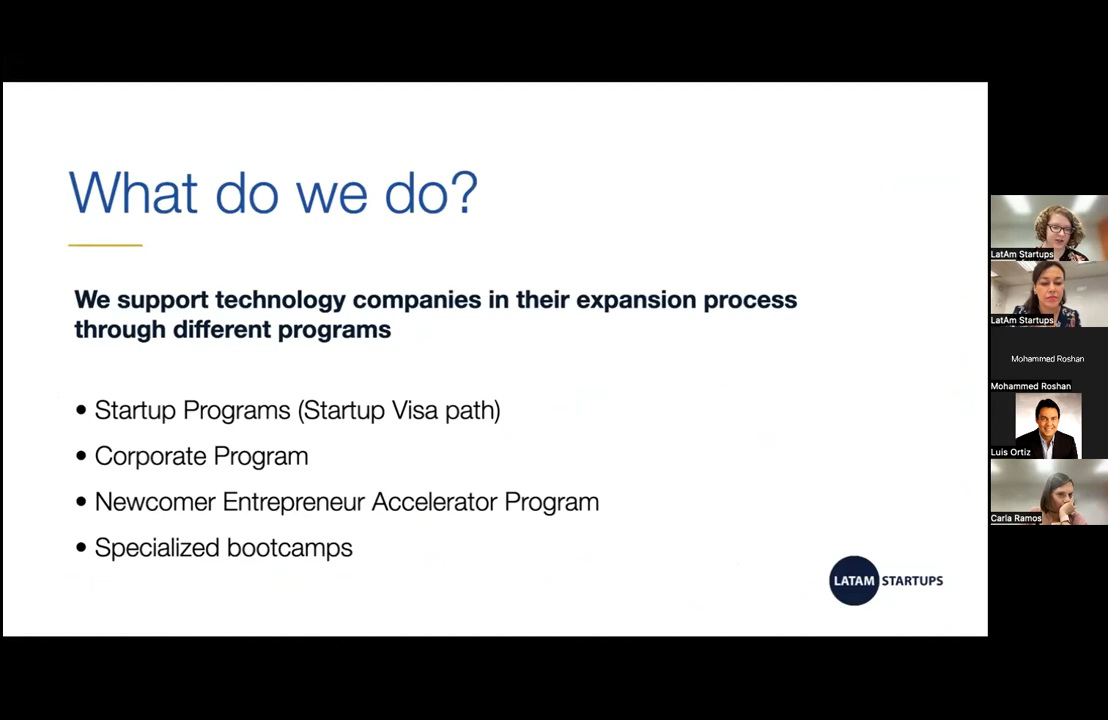 What do we do?
We support technology companies in their expansion process
through different programs
• Startup Programs (Startup Visa path)
• Corporate Program
• Newcomer Entrepreneur Accelerator Program
• Specialized bootcamps
LATAM STARTUPS
LatAm Startups
LatAm Startups
Mohammed Roshan
Mohammed Roshan
Luis Ortiz
Carla Ramos